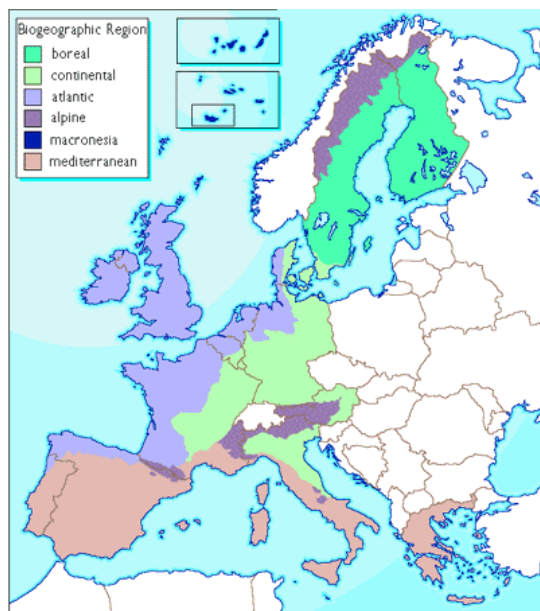 Biogeographic Region
boreal
continental
atlantic
alpine
macronesia
mediterranean